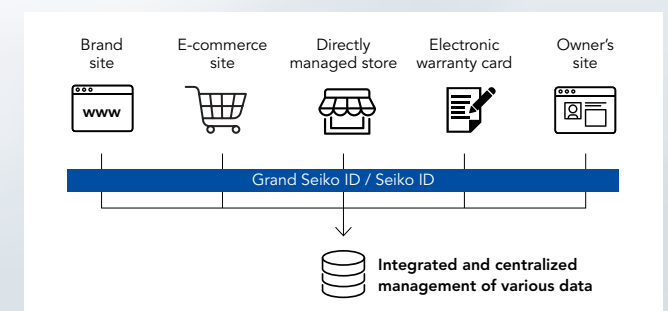 Brand
site
E-commerce
site
Directly
managed store
Electronic
warranty card
Owner's
site
www
Grand Seiko ID / Seiko ID
Integrated and centralized
management of various data